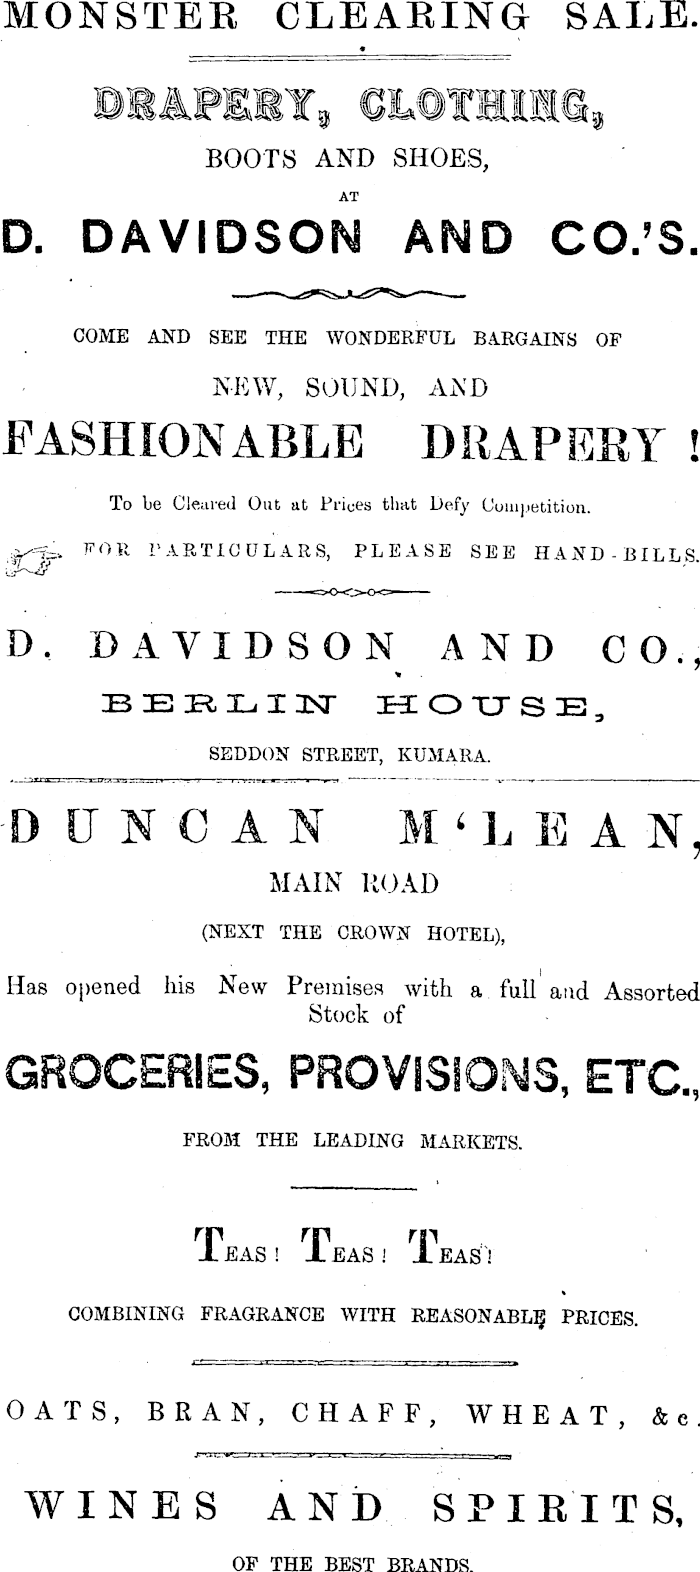 MONSTER CLEARING SALE.
DRAPERY, CLOTHING,
BOOTS AND SHOES,
AT
D. DAVIDSON AND CO.'S.
COME AND SEE THE WONDERFUL BARGAINS OF
NEW, SOUND, AND
FASHIONABLE DRAPERY!
To be Cleared Out at Prices that Defy Competition.
FOR PARTICULARS, PLEASE SEE HAND-BILLS.
D. DAVIDSON AND CO.,
BERLIN HOUSE,
SEDDON STREET, KUMARA.
DUNCAN M‘LEAN,
MAIN ROAD
(NEXT THE CROWN HOTEL),
Has opened his New Premises with a full and Assorted
Stock of
GROCERIES, PROVISIONS, ETC.,
FROM THE LEADING MARKETS.
TEAS! TEAS! TEAS!
COMBINING FRAGRANCE WITH REASONABLE PRICES.
OATS, BRAN, CHAFF, WHEAT, &c.
WINES AND SPIRITS,
OF THE BEST BRANDS.